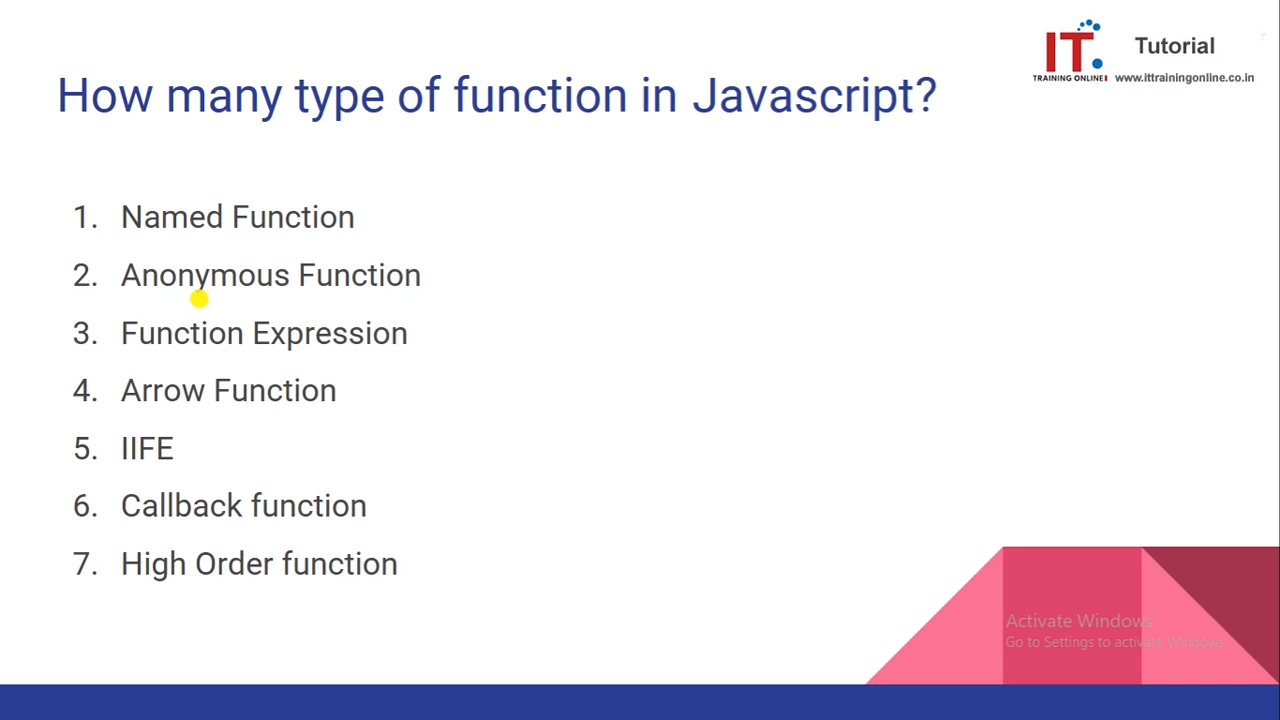 IT.
TRAINING ONLINE
Tutorial
www.ittrainingonline.co.in
How many type of function in Javascript?
1. Named Function
2. Anonymous Function
3. Function Expression
4. Arrow Function
5. IIFE
6. Callback function
7. High Order function
Activate Windows
Go to Settings to activate Windows.